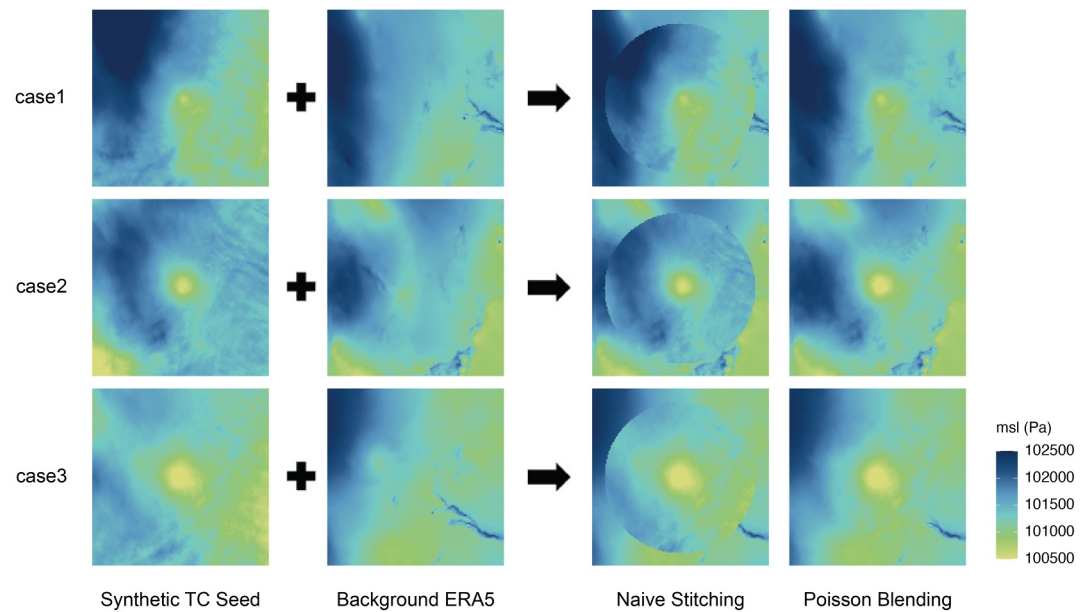 case1
case2
case3
msl (Pa)
102500
102000
101500
101000
100500
Synthetic TC Seed
Background ERA5
Naive Stitching
Poisson Blending